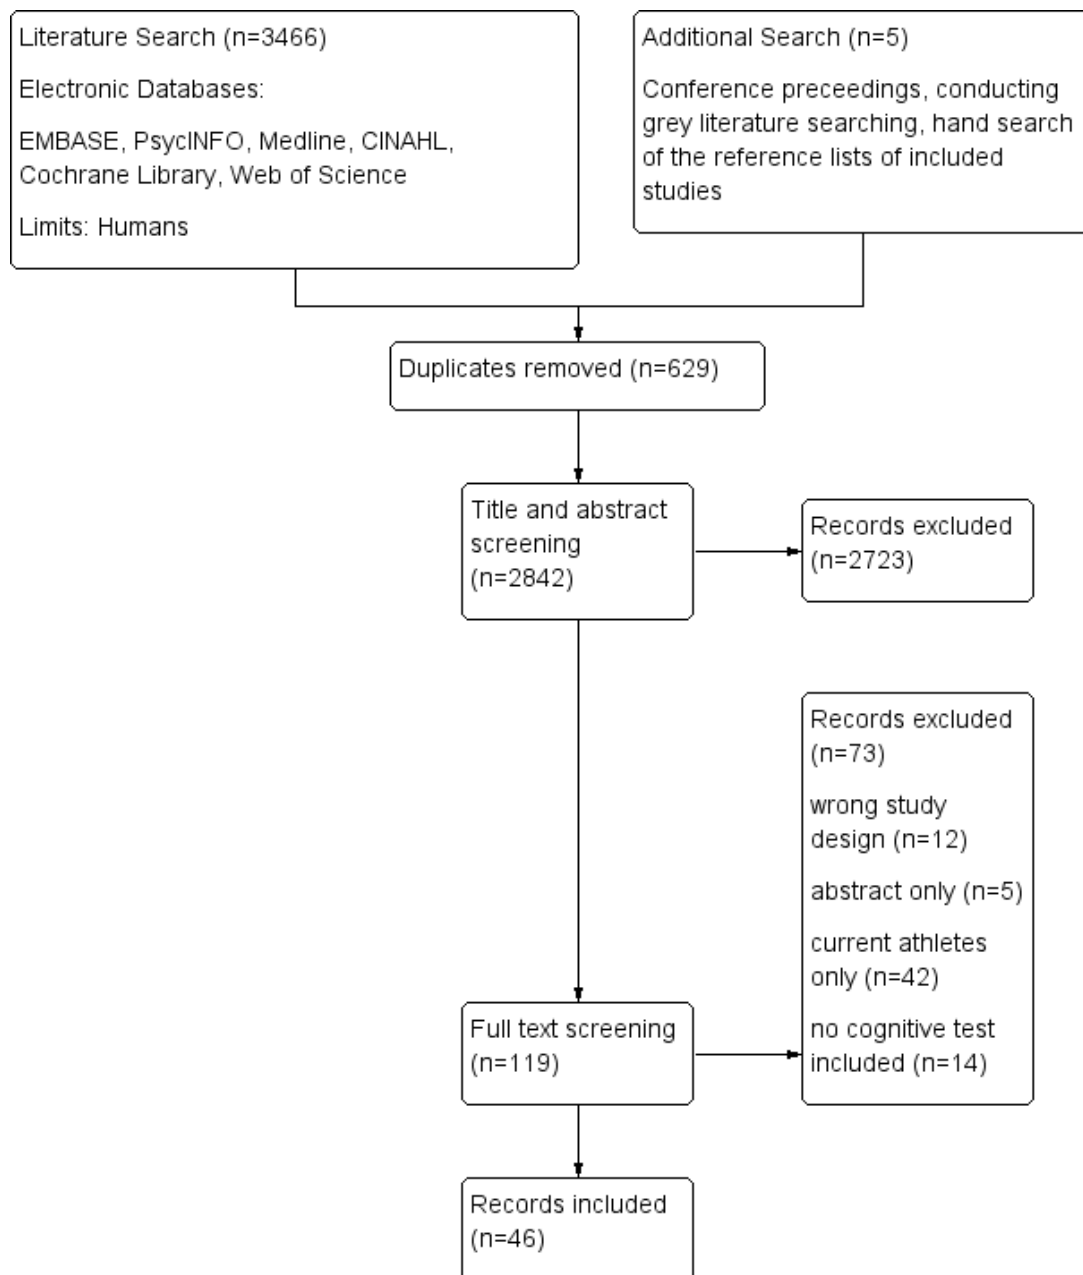 Literature Search (n=3466)
Electronic Databases:
EMBASE, PsycINFO, Medline, CINAHL,
Cochrane Library, Web of Science
Limits: Humans
Additional Search (n=5)
Conference preceedings, conducting
grey literature searching, hand search
of the reference lists of included
studies
Duplicates removed (n=629)
Title and abstract
screening
(n=2842)
Records excluded
(n=2723)
Records excluded
(n=73)
wrong study
design (n=12)
abstract only (n=5)
current athletes
only (n=42)
no cognitive test
included (n=14)
Full text screening
(n=119)
Records included
(n=46)